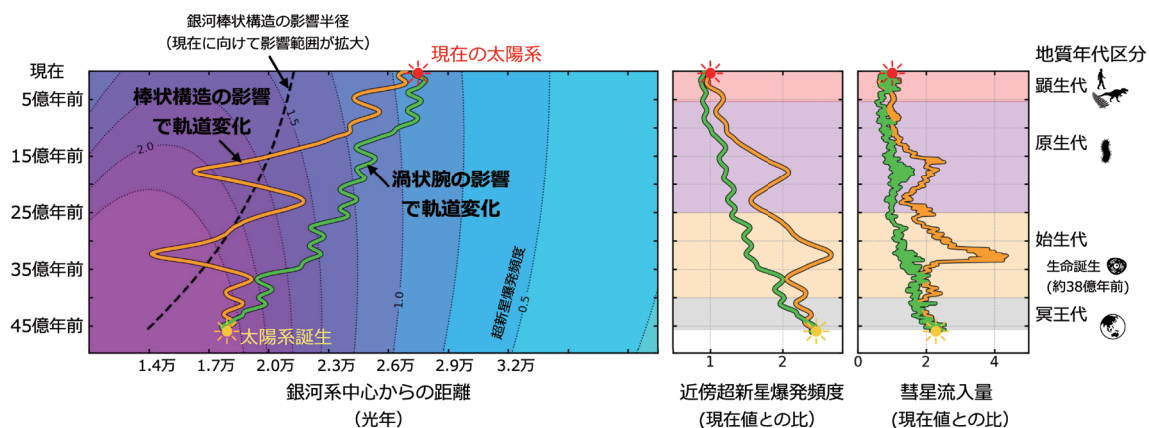 銀河棒状構造の影響半径
(現在に向けて影響範囲が拡大)
現在の太陽系
地質年代区分
現在
5億年前
15億年前
25億年前
35億年前
45億年前
棒状構造の影響
で軌道変化
渦状腕の影響
で軌道変化
2.0
1.5
1.0
0.5
超新星爆発頻度
太陽系誕生
1.4万
1.7万
2.0万
2.3万
2.6万
2.9万
3.2万
銀河系中心からの距離
(光年)
1
2
近傍超新星爆発頻度
(現在値との比)
0
2
4
彗星流入量
(現在値との比)
顕生代
原生代
始生代
生命誕生
(約38億年前)
冥王代